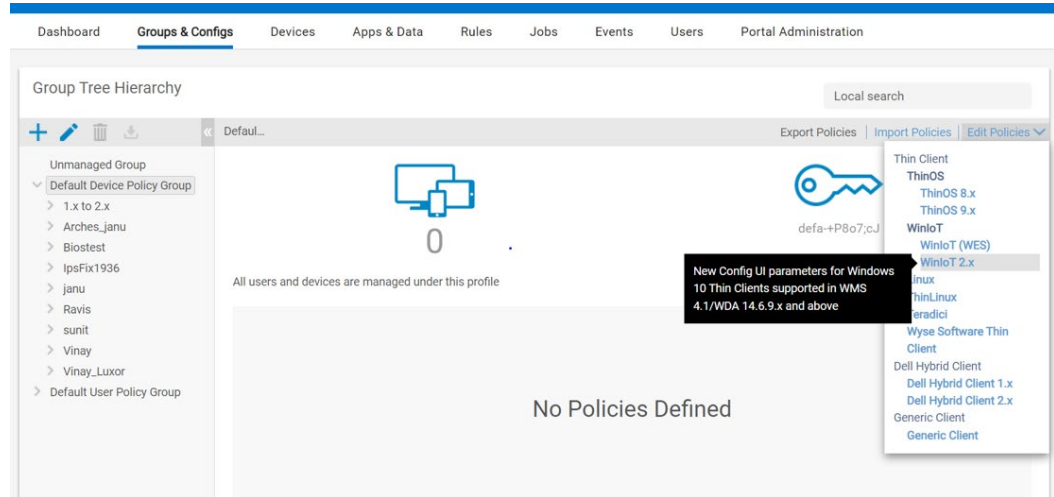 Dashboard Groups & Configs Devices Apps & Data Rules Jobs Events Users Portal Administration
Group Tree Hierarchy
Local search
Defaul...
Export Policies | Import Policies | Edit Policies
Unmanaged Group
Default Device Policy Group
1.x to 2.x
Arches_janu
Biostest
IpsFix1936
janu
Ravis
sunit
Vinay
Vinay_Luxor
Default User Policy Group
0
All users and devices are managed under this profile
defa-+P8o7;cJ
No Policies Defined
Thin Client
ThinOS
ThinOS 8.x
ThinOS 9.x
WinIoT
WinIoT (WES)
WinIoT 2.x
New Config UI parameters for Windows
10 Thin Clients supported in WMS
4.1/WDA 14.6.9.x and above
Linux
ThinLinux
Teradici
Wyse Software Thin
Client
Dell Hybrid Client
Dell Hybrid Client 1.x
Dell Hybrid Client 2.x
Generic Client
Generic Client